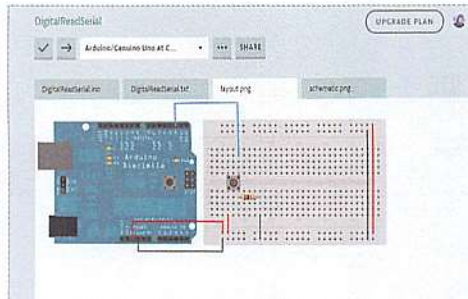 DigitalReadSerial
UPGRADE PLAN
Arduino/Genuino Uno at C...
SHARE
DigitalReadSerial.ino
DigitalReadSerial.txt
layout.png
schematic.png
Arduino